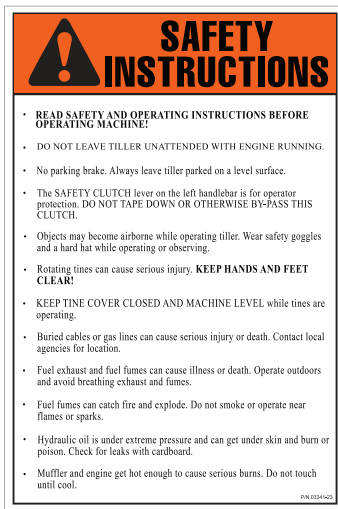 SAFETY
INSTRUCTIONS
• READ SAFETY AND OPERATING INSTRUCTIONS BEFORE
OPERATING MACHINE!
• DO NOT LEAVE TILLER UNATTENDED WITH ENGINE RUNNING.
• No parking brake. Always leave tiller parked on a level surface.
• The SAFETY CLUTCH lever on the left handlebar is for operator
protection. DO NOT TAPE DOWN OR OTHERWISE BY-PASS THIS
CLUTCH.
• Objects may become airborne while operating tiller. Wear safety goggles
and a hard hat while operating or observing.
• Rotating tines can cause serious injury. KEEP HANDS AND FEET
CLEAR!
• KEEP TINE COVER CLOSED AND MACHINE LEVEL while tines are
operating.
• Buried cables or gas lines can cause serious injury or death. Contact local
agencies for location.
• Fuel exhaust and fuel fumes can cause illness or death. Operate outdoors
and avoid breathing exhaust and fumes.
• Fuel fumes can catch fire and explode. Do not smoke or operate near
flames or sparks.
• Hydraulic oil is under extreme pressure and can get under skin and burn or
poison. Check for leaks with cardboard.
• Muffler and engine get hot enough to cause serious burns. Do not touch
until cool.
P/N 03341-23